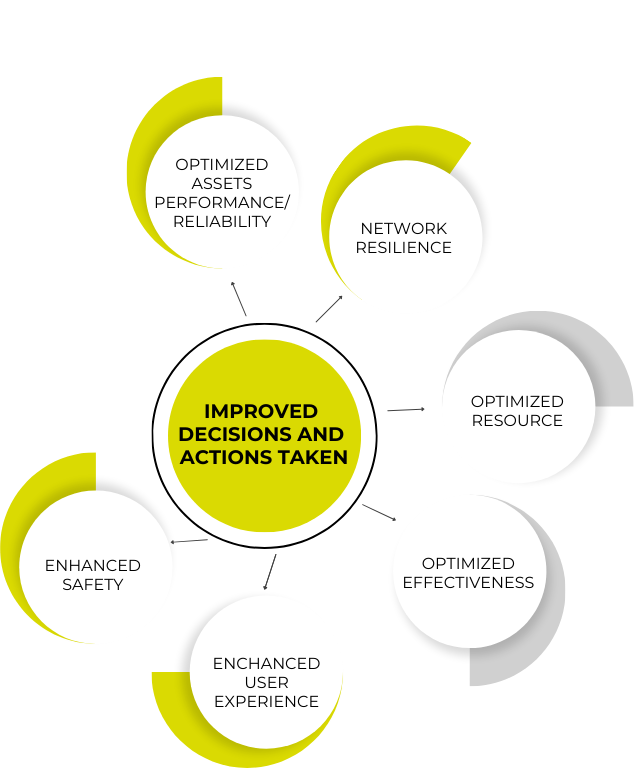 OPTIMIZED
ASSETS
PERFORMANCE/
RELIABILITY
NETWORK
RESILIENCE
OPTIMIZED
RESOURCE
IMPROVED
DECISIONS AND
ACTIONS TAKEN
OPTIMIZED
EFFECTIVENESS
ENHANCED
SAFETY
ENCHANCED
USER
EXPERIENCE